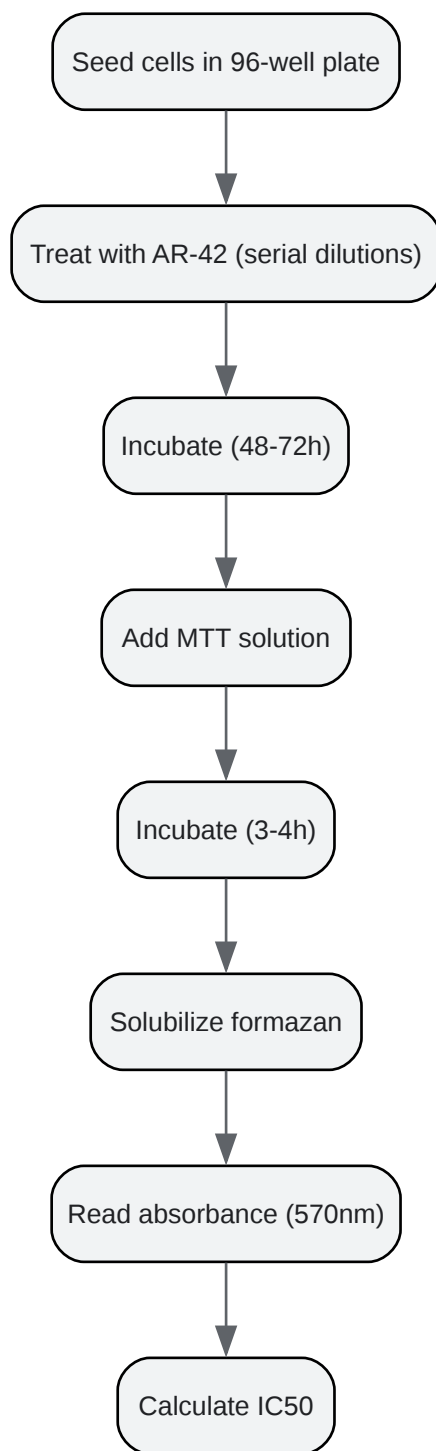 Seed cells in 96-well plate
Treat with AR-42 (serial dilutions)
Incubate (48-72h)
Add MTT solution
Incubate (3-4h)
Solubilize formazan
Read absorbance (570nm)
Calculate IC50